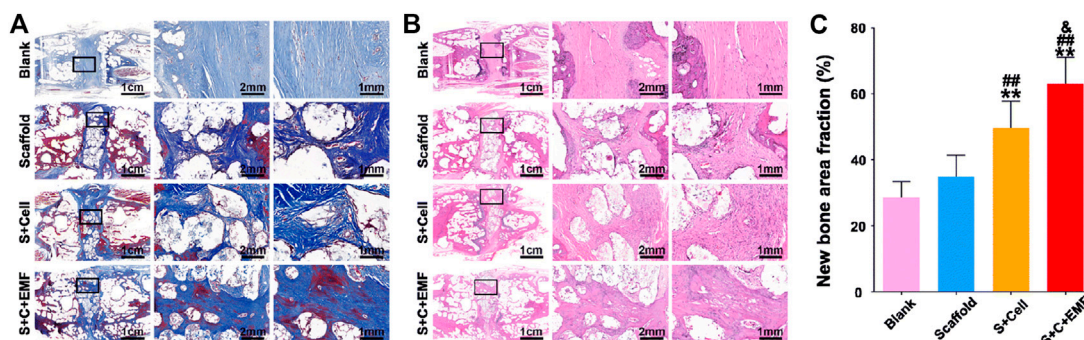 A
Blank
1cm
2mm
1mm
Scaffold
1cm
2mm
1mm
S+Cell
1cm
2mm
1mm
S+C+EMF
1cm
2mm
1mm
B
Blank
1cm
2mm
1mm
Scaffold
1cm
2mm
1mm
S+Cell
1cm
2mm
1mm
S+C+EMF
1cm
2mm
1mm
C
New bone area fraction (%)
80
60
40
20
0
##
**
&
##
**
Blank
Scaffold
S+Cell
S+C+EMF